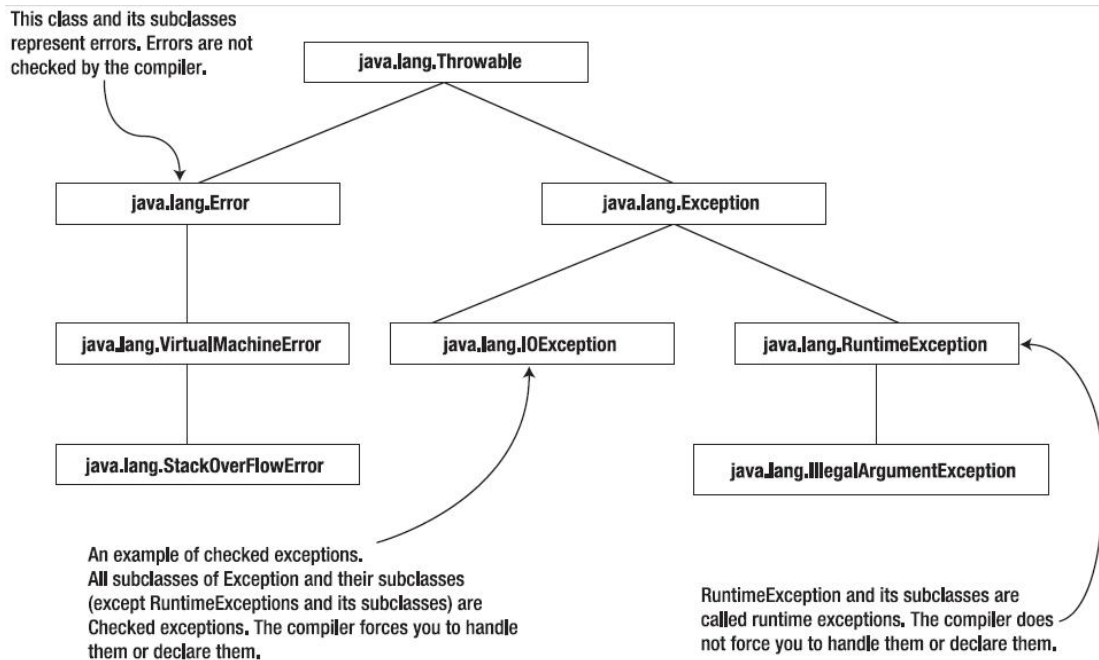 This class and its subclasses
represent errors. Errors are not
checked by the compiler.
java.lang.Throwable
java.lang.Error
java.lang.Exception
java.lang.VirtualMachineError
java.lang.IOException
java.lang.RuntimeException
java.lang.StackOverFlowError
java.lang.IllegalArgumentException
An example of checked exceptions.
All subclasses of Exception and their subclasses
(except RuntimeExceptions and its subclasses) are
Checked exceptions. The compiler forces you to handle
them or declare them.
RuntimeException and its subclasses are
called runtime exceptions. The compiler does
not force you to handle them or declare them.